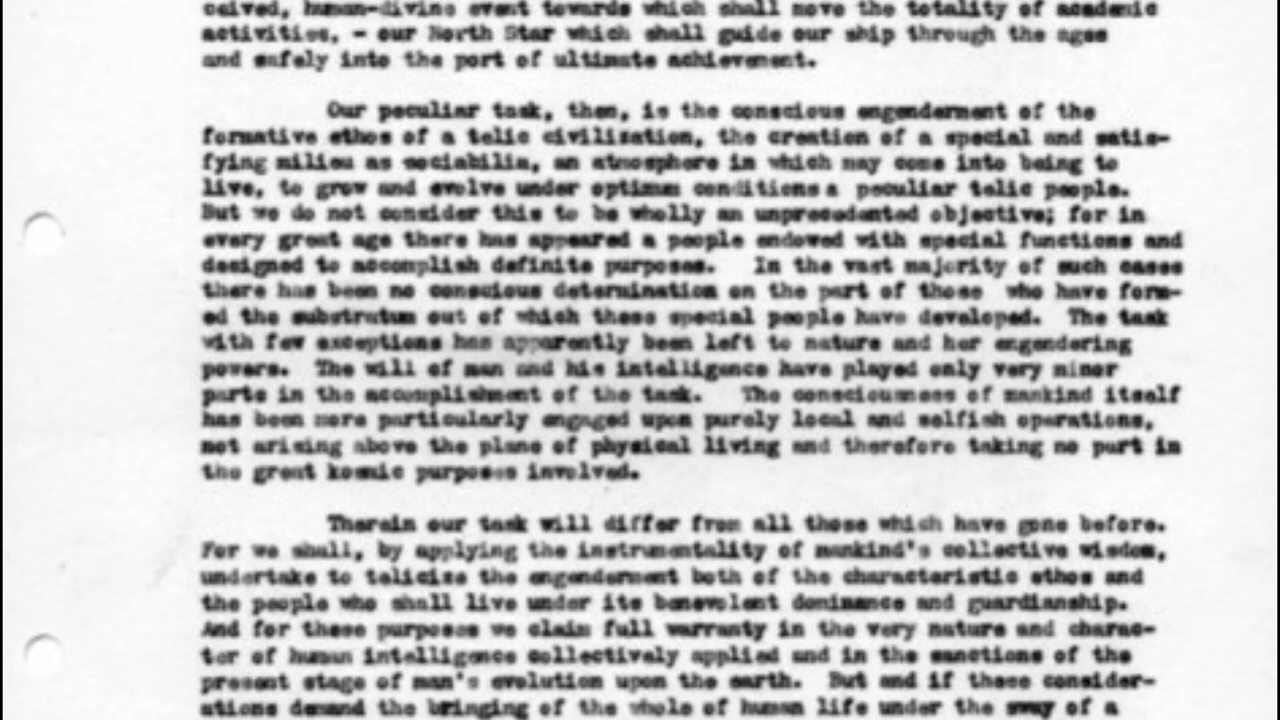 ceived, human-divine event towards which shall move the totality of academic
activities, - our North Star which shall guide our ship through the ages
and safely into the port of ultimate achievement.
Our peculiar task, then, is the conscious engenderment of the
formative ethos of a telic civilization, the creation of a special and satis-
fying milieu as sociabilia, an atmosphere in which may come into being to
live, to grow and evolve under optimum conditions a peculiar telic people.
But we do not consider this to be wholly an unprecedented objective; for in
every great age there has appeared a people endowed with special functions and
designed to accomplish definite purposes. In the vast majority of such cases
there has been no conscious determination on the part of those who have form-
ed the substratum out of which these special people have developed. The task
with few exceptions has apparently been left to nature and her engendering
powers. The will of man and his intelligence have played only very minor
parts in the accomplishment of the task. The consciousness of mankind itself
has been more particularly engaged upon purely local and selfish operations,
not arising above the plane of physical living and therefore taking no part in
the great kosmic purposes involved.
Therein our task will differ from all those which have gone before.
For we shall, by applying the instrumentality of mankind's collective wisdom,
undertake to telicize the engenderment both of the characteristic ethos and
the people who shall live under its benevolent dominance and guardianship.
And for these purposes we claim full warranty in the very nature and charac-
ter of human intelligence collectively applied and in the sanctions of the
present stage of man's evolution upon the earth. But and if these consider-
ations demand the bringing of the whole of human life under the sway of a